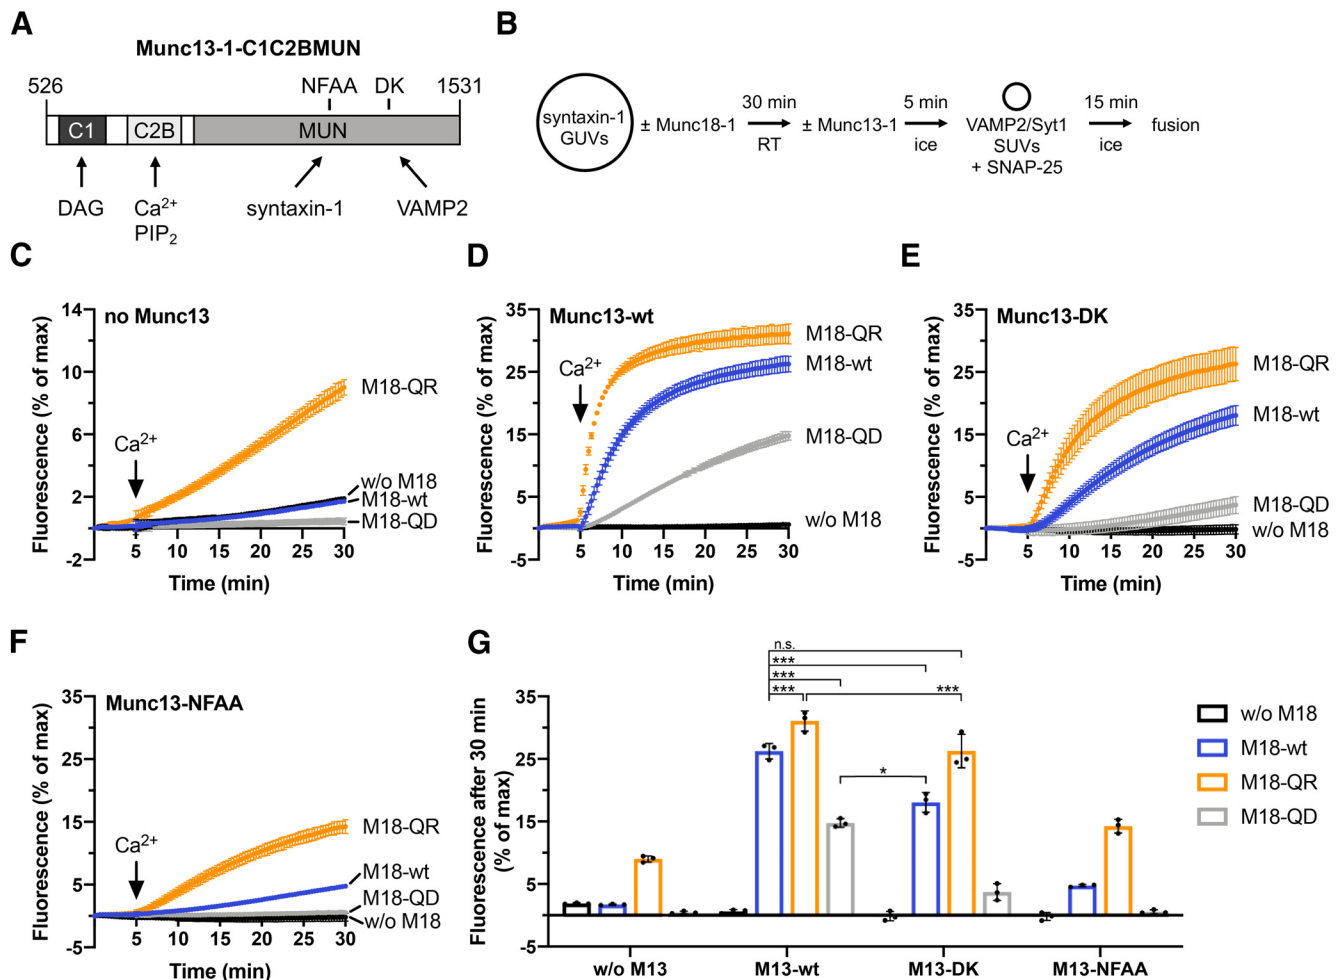 A
Munc13-1-C1C2BMUN
526 NFAA DK 1531
C1 C2B MUN
DAG Ca²⁺ syntaxin-1 VAMP2
PIP₂
B
syntaxin-1
GUVs
± Munc18-1
30 min
RT
± Munc13-1
5 min
ice
VAMP2/Syt1
SUVs
+ SNAP-25
15 min
ice
fusion
C
no Munc13
Fluorescence (% of max)
14
10
6
2
-2
Ca²⁺
M18-QR
w/o M18
M18-wt
M18-QD
5 10 15 20 25 30
Time (min)
D
Munc13-wt
Fluorescence (% of max)
35
25
15
5
-5
Ca²⁺
M18-QR
M18-wt
M18-QD
w/o M18
5 10 15 20 25 30
Time (min)
E
Munc13-DK
Fluorescence (% of max)
35
25
15
5
-5
Ca²⁺
M18-QR
M18-wt
M18-QD
w/o M18
5 10 15 20 25 30
Time (min)
F
Munc13-NFAA
Fluorescence (% of max)
35
25
15
5
-5
Ca²⁺
M18-QR
M18-wt
M18-QD
w/o M18
5 10 15 20 25 30
Time (min)
G
Fluorescence after 30 min
(% of max)
35
25
15
5
-5
n.s.
***
***
*** ***
*
w/o M13 M13-wt M13-DK M13-NFAA
w/o M18
M18-wt
M18-QR
M18-QD